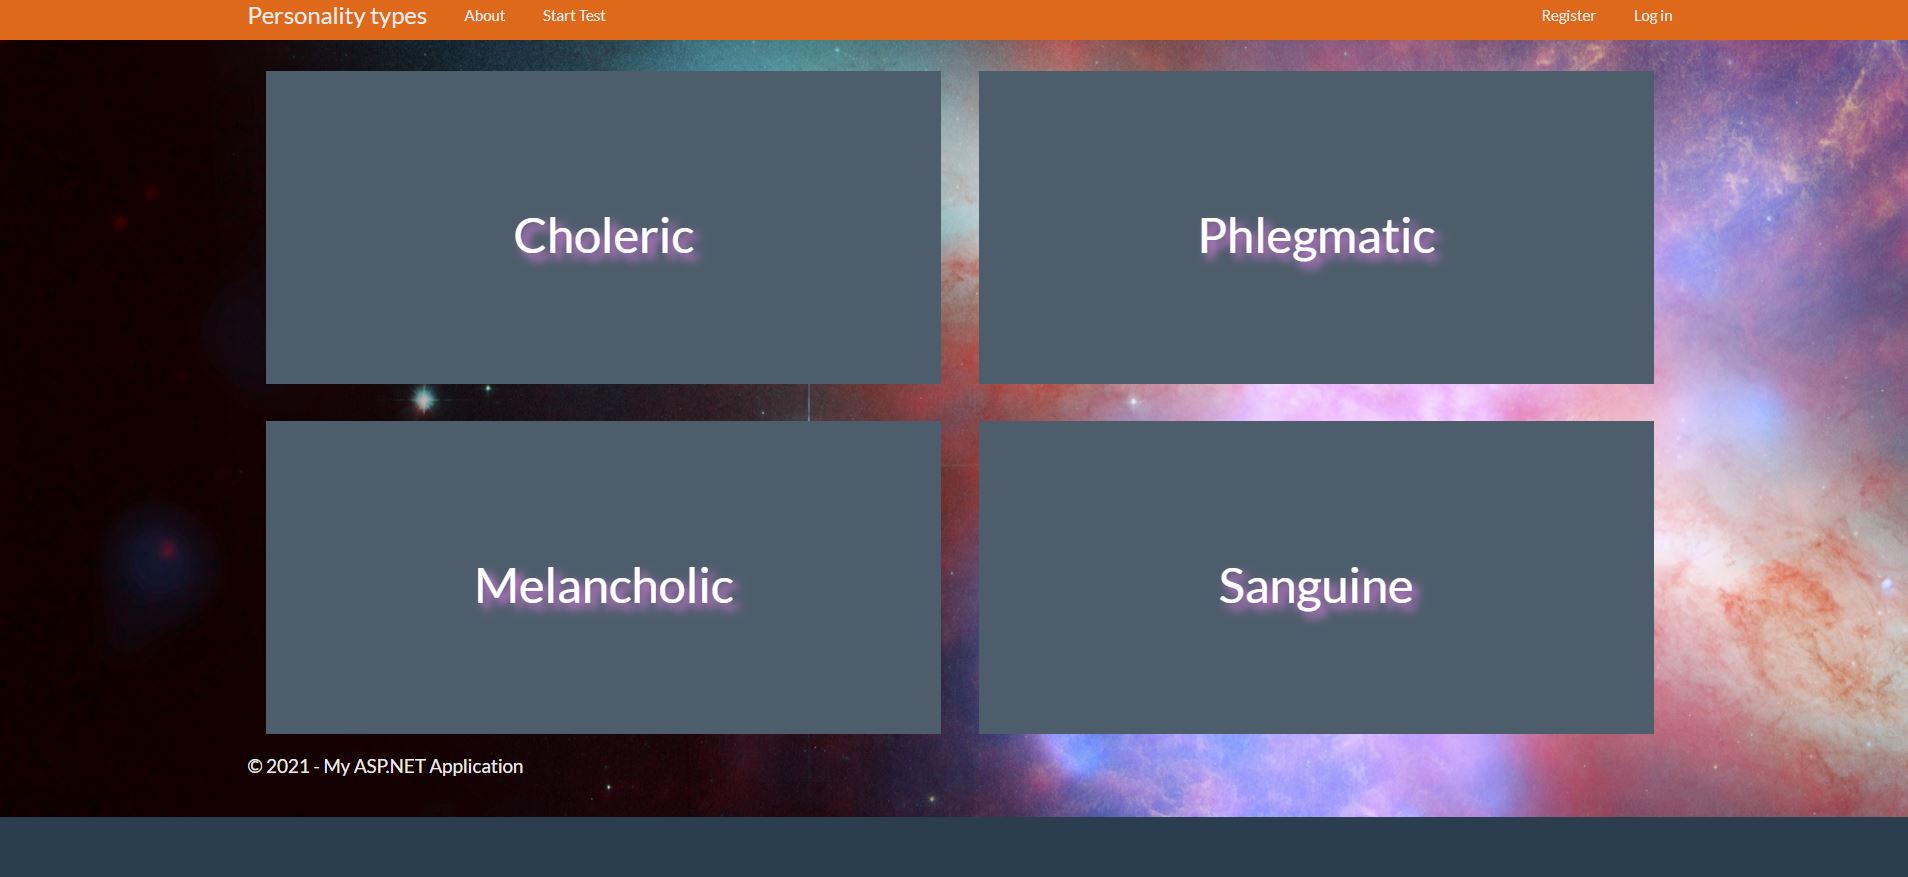 Personality types About Start Test Register Log in
Choleric Phlegmatic
Melancholic Sanguine
© 2021 - My ASP.NET Application